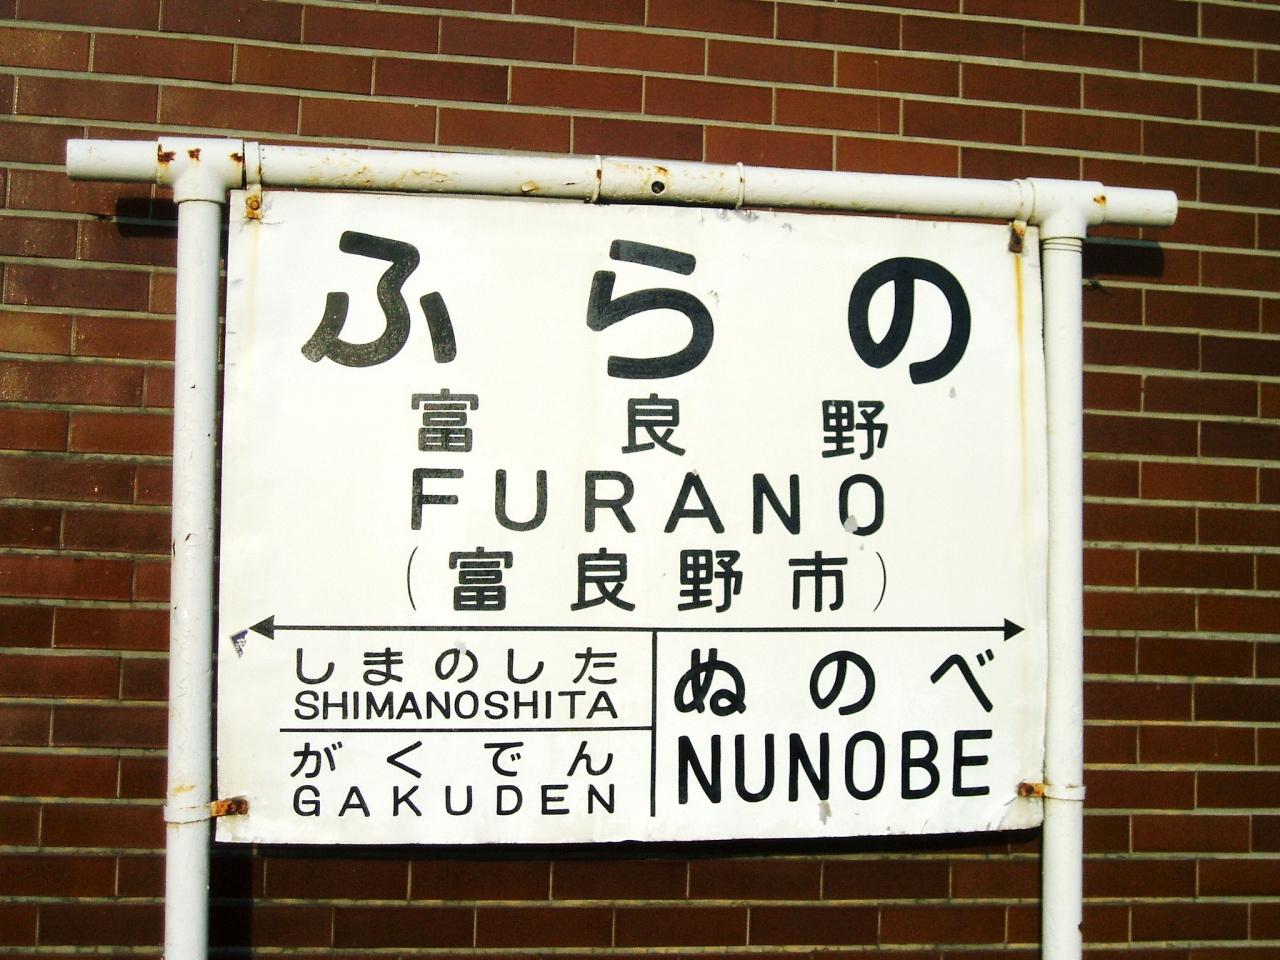 ふらの
富良野
FURANO
(富良野市)
しまのした
SHIMANOSHITA
がくでん
GAKUDEN
ぬのべ
NUNOBE